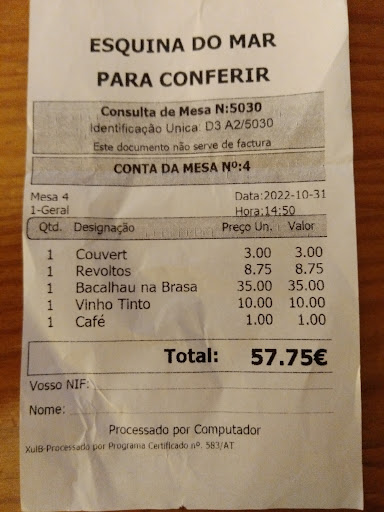 ESQUINA DO MAR
PARA CONFERIR
Consulta de Mesa N:5030
Identificação Unica: D3 A2/5030
Este documento não serve de factura
CONTA DA MESA Nº:4
Mesa 4 Data:2022-10-31
1-Geral Hora:14:50
Qtd. Designação Preço Un. Valor
1 Couvert 3.00 3.00
1 Revoltos 8.75 8.75
1 Bacalhau na Brasa 35.00 35.00
1 Vinho Tinto 10.00 10.00
1 Café 1.00 1.00
Total: 57.75€
Vosso NIF:
Nome:
Processado por Computador
XulB-Processado por Programa Certificado nº. 583/AT